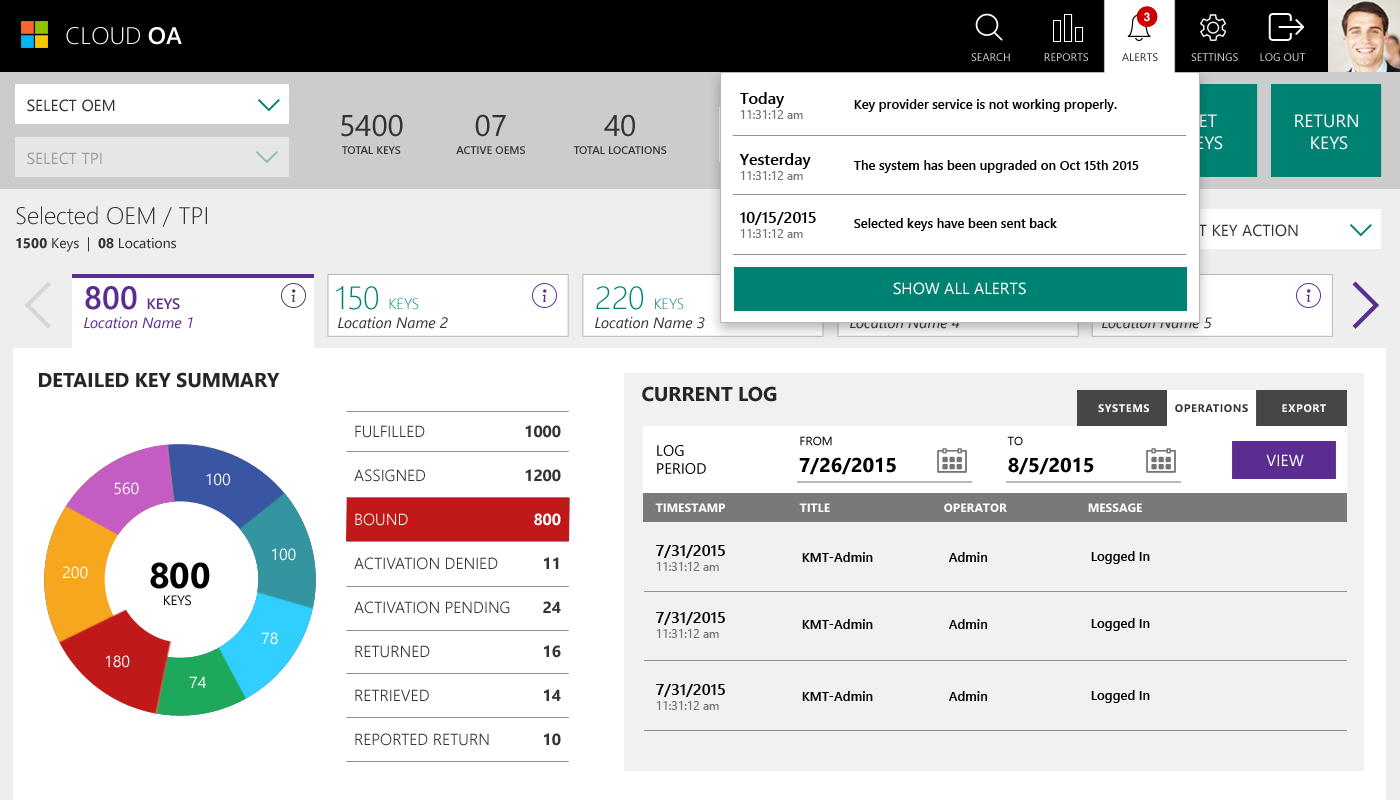 CLOUD OA
SEARCH
REPORTS
3
ALERTS
SETTINGS
LOG OUT
SELECT OEM
SELECT TPI
5400
TOTAL KEYS
07
ACTIVE OEMS
40
TOTAL LOCATIONS
Today
11:31:12 am
Key provider service is not working properly.
Yesterday
11:31:12 am
The system has been upgraded on Oct 15th 2015
10/15/2015
11:31:12 am
Selected keys have been sent back
SHOW ALL ALERTS
RETURN
KEYS
Selected OEM / TPI
1500 Keys | 08 Locations
KEY ACTION
800 KEYS
Location Name 1
150 KEYS
Location Name 2
220 KEYS
Location Name 3
Location Name 4
Location Name 5
DETAILED KEY SUMMARY
560
100
100
78
74
180
200
800
KEYS
FULFILLED 1000
ASSIGNED 1200
BOUND 800
ACTIVATION DENIED 11
ACTIVATION PENDING 24
RETURNED 16
RETRIEVED 14
REPORTED RETURN 10
CURRENT LOG
SYSTEMS OPERATIONS EXPORT
LOG
PERIOD
FROM
7/26/2015
TO
8/5/2015
VIEW
TIMESTAMP TITLE OPERATOR MESSAGE
7/31/2015
11:31:12 am
KMT-Admin Admin Logged In
7/31/2015
11:31:12 am
KMT-Admin Admin Logged In
7/31/2015
11:31:12 am
KMT-Admin Admin Logged In